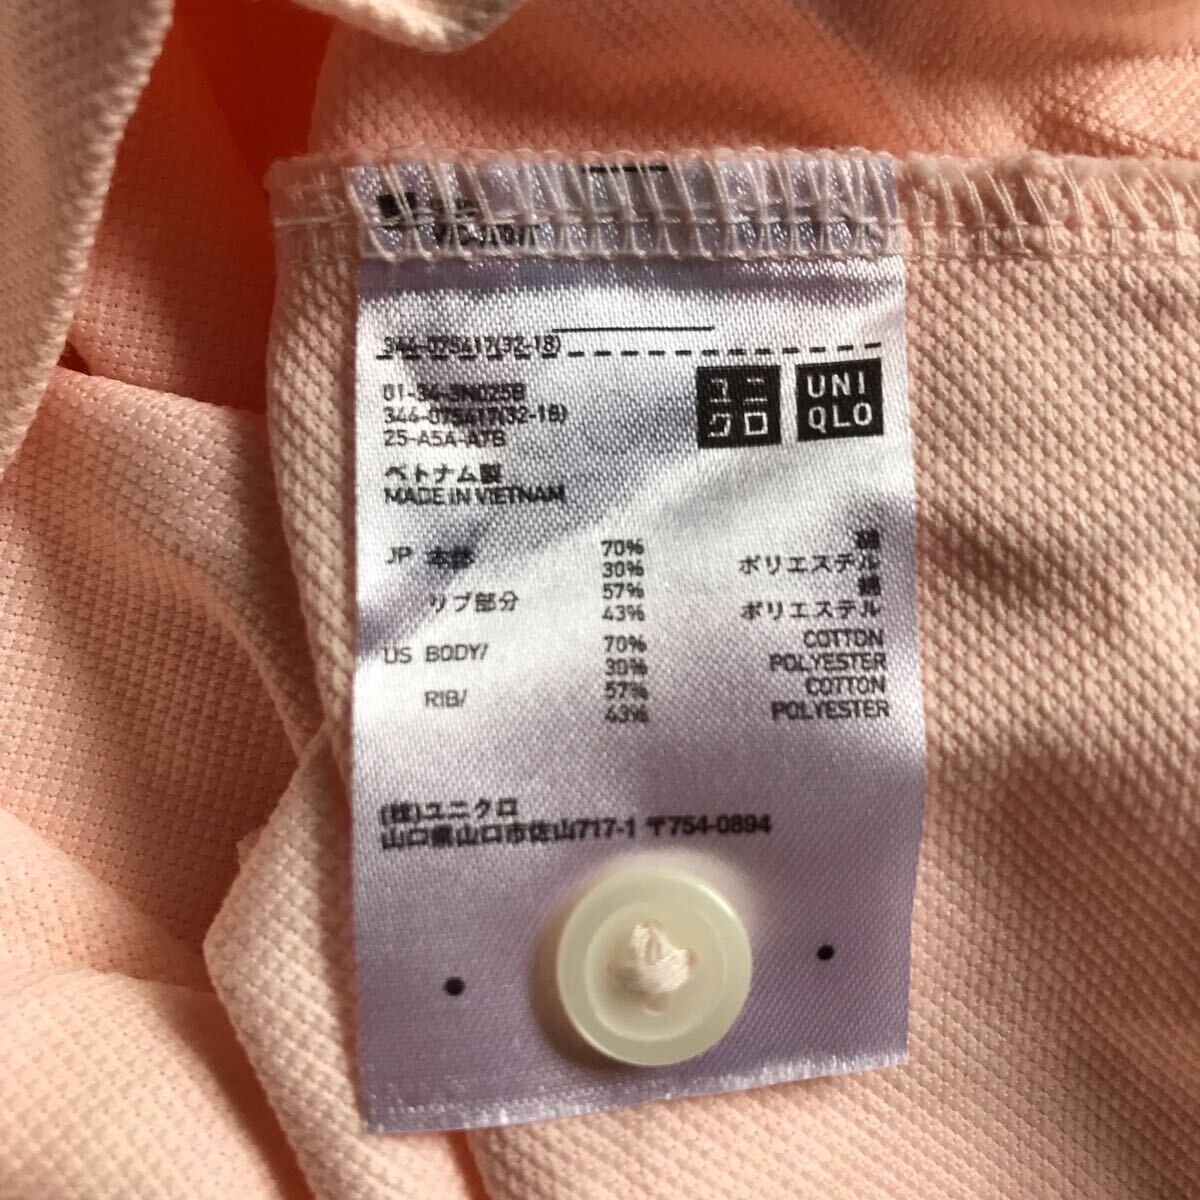 344-075417(32-18)
01-34-3N025B
344-075417(32-18)
25-A5A-A7B
ユニ
クロ
UNI
QLO
ベトナム製
MADE IN VIETNAM
JP 本部 70% 綿
30% ポリエステル
リブ部分 57% 綿
43% ポリエステル
US BODY/ 70% COTTON
30% POLYESTER
RIB/ 57% COTTON
43% POLYESTER
(株)ユニクロ
山口県山口市佐山717-1 〒754-0894